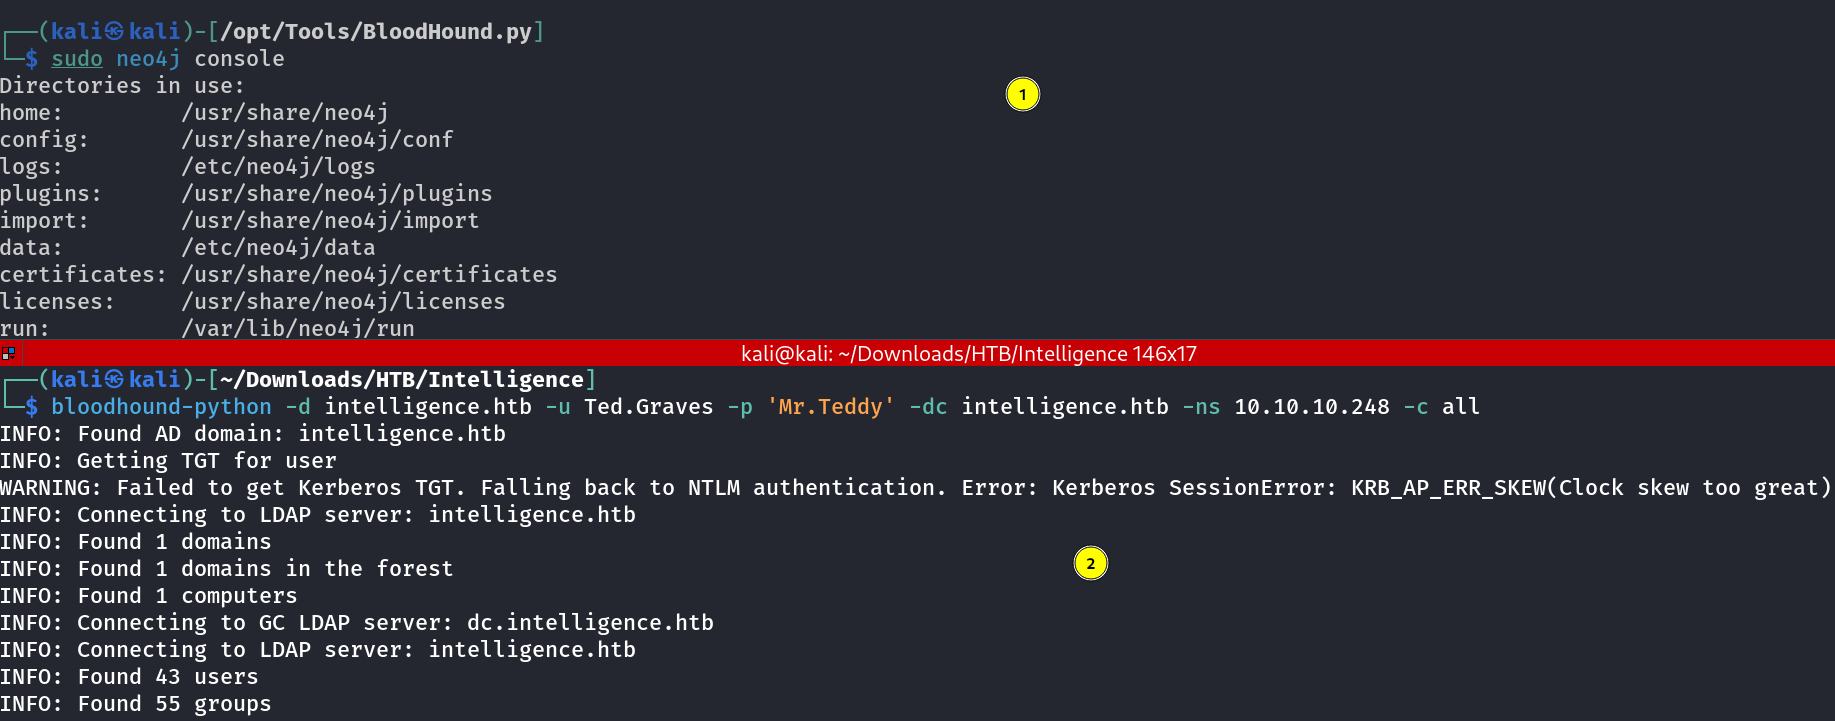 ┌──(kali㉿kali)-[/opt/Tools/BloodHound.py]
└─$ sudo neo4j console
Directories in use:
home:         /usr/share/neo4j
config:       /usr/share/neo4j/conf
logs:         /etc/neo4j/logs
plugins:      /usr/share/neo4j/plugins
import:       /usr/share/neo4j/import
data:         /etc/neo4j/data
certificates: /usr/share/neo4j/certificates
licenses:     /usr/share/neo4j/licenses
run:          /var/lib/neo4j/run
1
kali@kali: ~/Downloads/HTB/Intelligence 146x17
┌──(kali㉿kali)-[~/Downloads/HTB/Intelligence]
└─$ bloodhound-python -d intelligence.htb -u Ted.Graves -p 'Mr.Teddy' -dc intelligence.htb -ns 10.10.10.248 -c all
INFO: Found AD domain: intelligence.htb
INFO: Getting TGT for user
WARNING: Failed to get Kerberos TGT. Falling back to NTLM authentication. Error: Kerberos SessionError: KRB_AP_ERR_SKEW(Clock skew too great)
INFO: Connecting to LDAP server: intelligence.htb
INFO: Found 1 domains
INFO: Found 1 domains in the forest
INFO: Found 1 computers
INFO: Connecting to GC LDAP server: dc.intelligence.htb
INFO: Connecting to LDAP server: intelligence.htb
INFO: Found 43 users
INFO: Found 55 groups
2